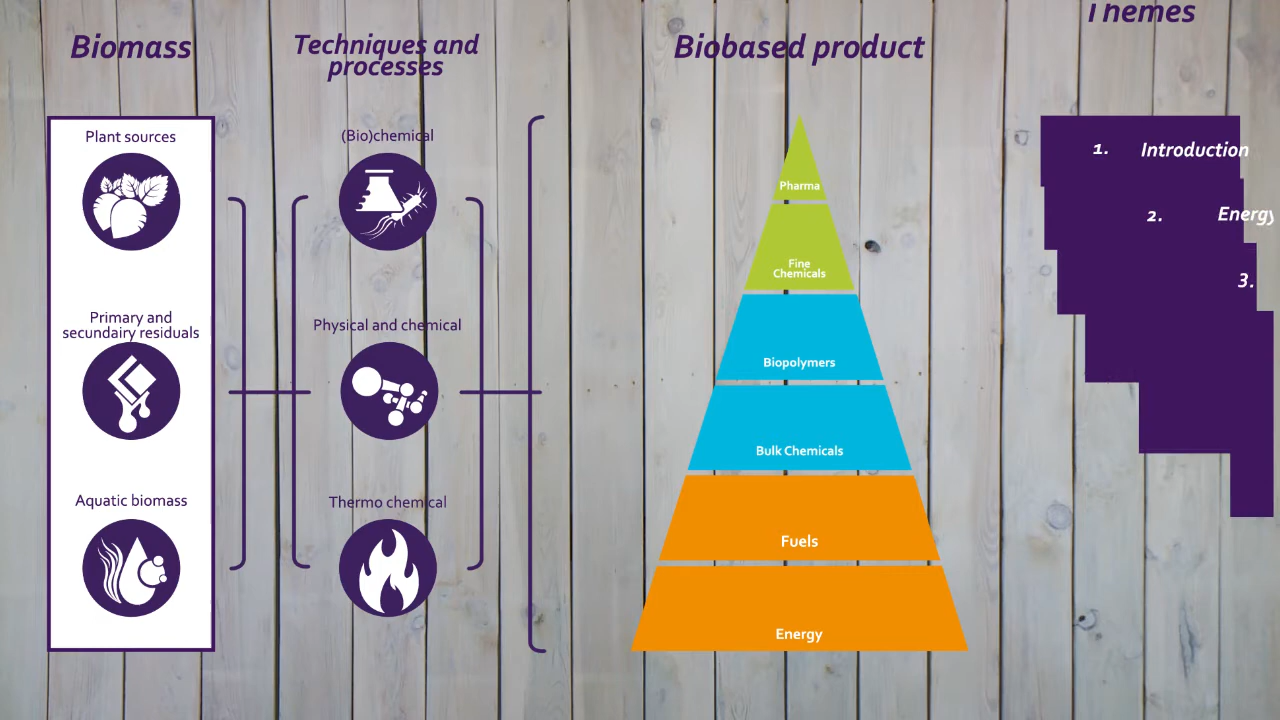 Biomass
Plant sources
Primary and
secundairy residuals
Aquatic biomass
Techniques and
processes
(Bio)chemical
Physical and chemical
Thermo chemical
Biobased product
Pharma
Fine
Chemicals
Biopolymers
Bulk Chemicals
Fuels
Energy
Themes
1. Introduction
2. Energy
3.